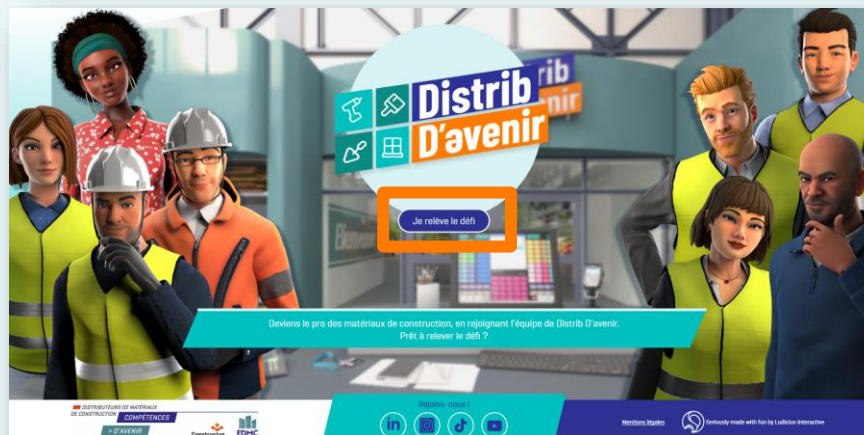 Distrib
D'avenir
Je relève le défi
Deviens le pro des matériaux de construction, en rejoignant l'équipe de Distrib D'avenir.
Prêt à relever le défi ?
DISTRIBUTEURS DE MATÉRIAUX
DE CONSTRUCTION
COMPÉTENCES
> D'AVENIR
Constructys
FDMC
Rejoins-nous !
Mentions légales
Seriously made with fun by Ludicius Interactive